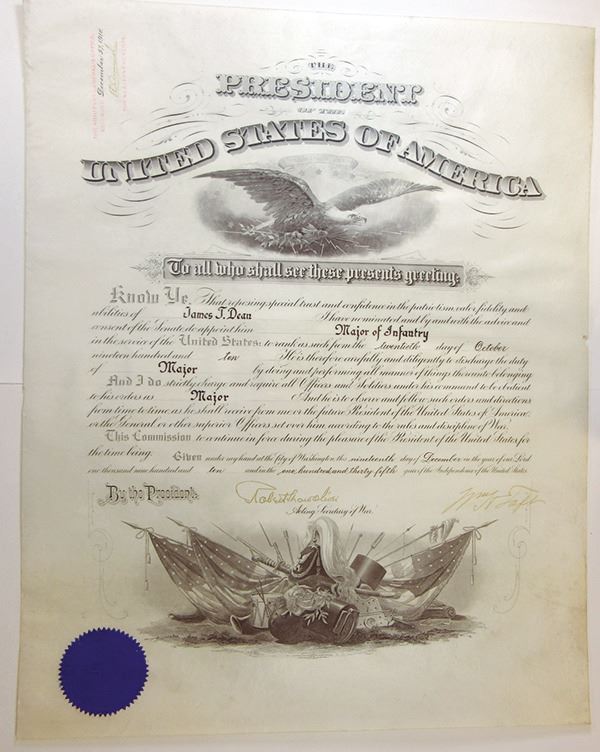 December 27, 1910
THE
PRESIDENT
OF THE
UNITED STATES OF AMERICA
To all who shall see these presents greeting:
Know Ye, That reposing special trust and confidence in the patriotism valor fidelity and
abilities of James T. Dean I have nominated and by and with the advice and
consent of the Senate do appoint him Major of Infantry
in the service of the United States: to rank as such from the twentieth day of October
nineteen hundred and ten He is therefore carefully and diligently to discharge the duty
of Major by doing and performing all manner of things thereunto belonging
And I do strictly charge and require all Officers and Soldiers under his command to be obedient
to his orders as Major And he is to observe and follow such orders and directions
from time to time as he shall receive from me or the future President of the United States of America
or the General or other superior Officers set over him according to the rules and discipline of War.
This Commission to continue in force during the pleasure of the President of the United States for
the time being.
Given under my hand at the City of Washington this nineteenth day of December in the year of our Lord
one thousand nine hundred and ten and in the one hundred and thirty fifth year of the Independence of the United States
By the President:
Robert Shaw Oliver
Wm H Taft
Acting Secretary of War